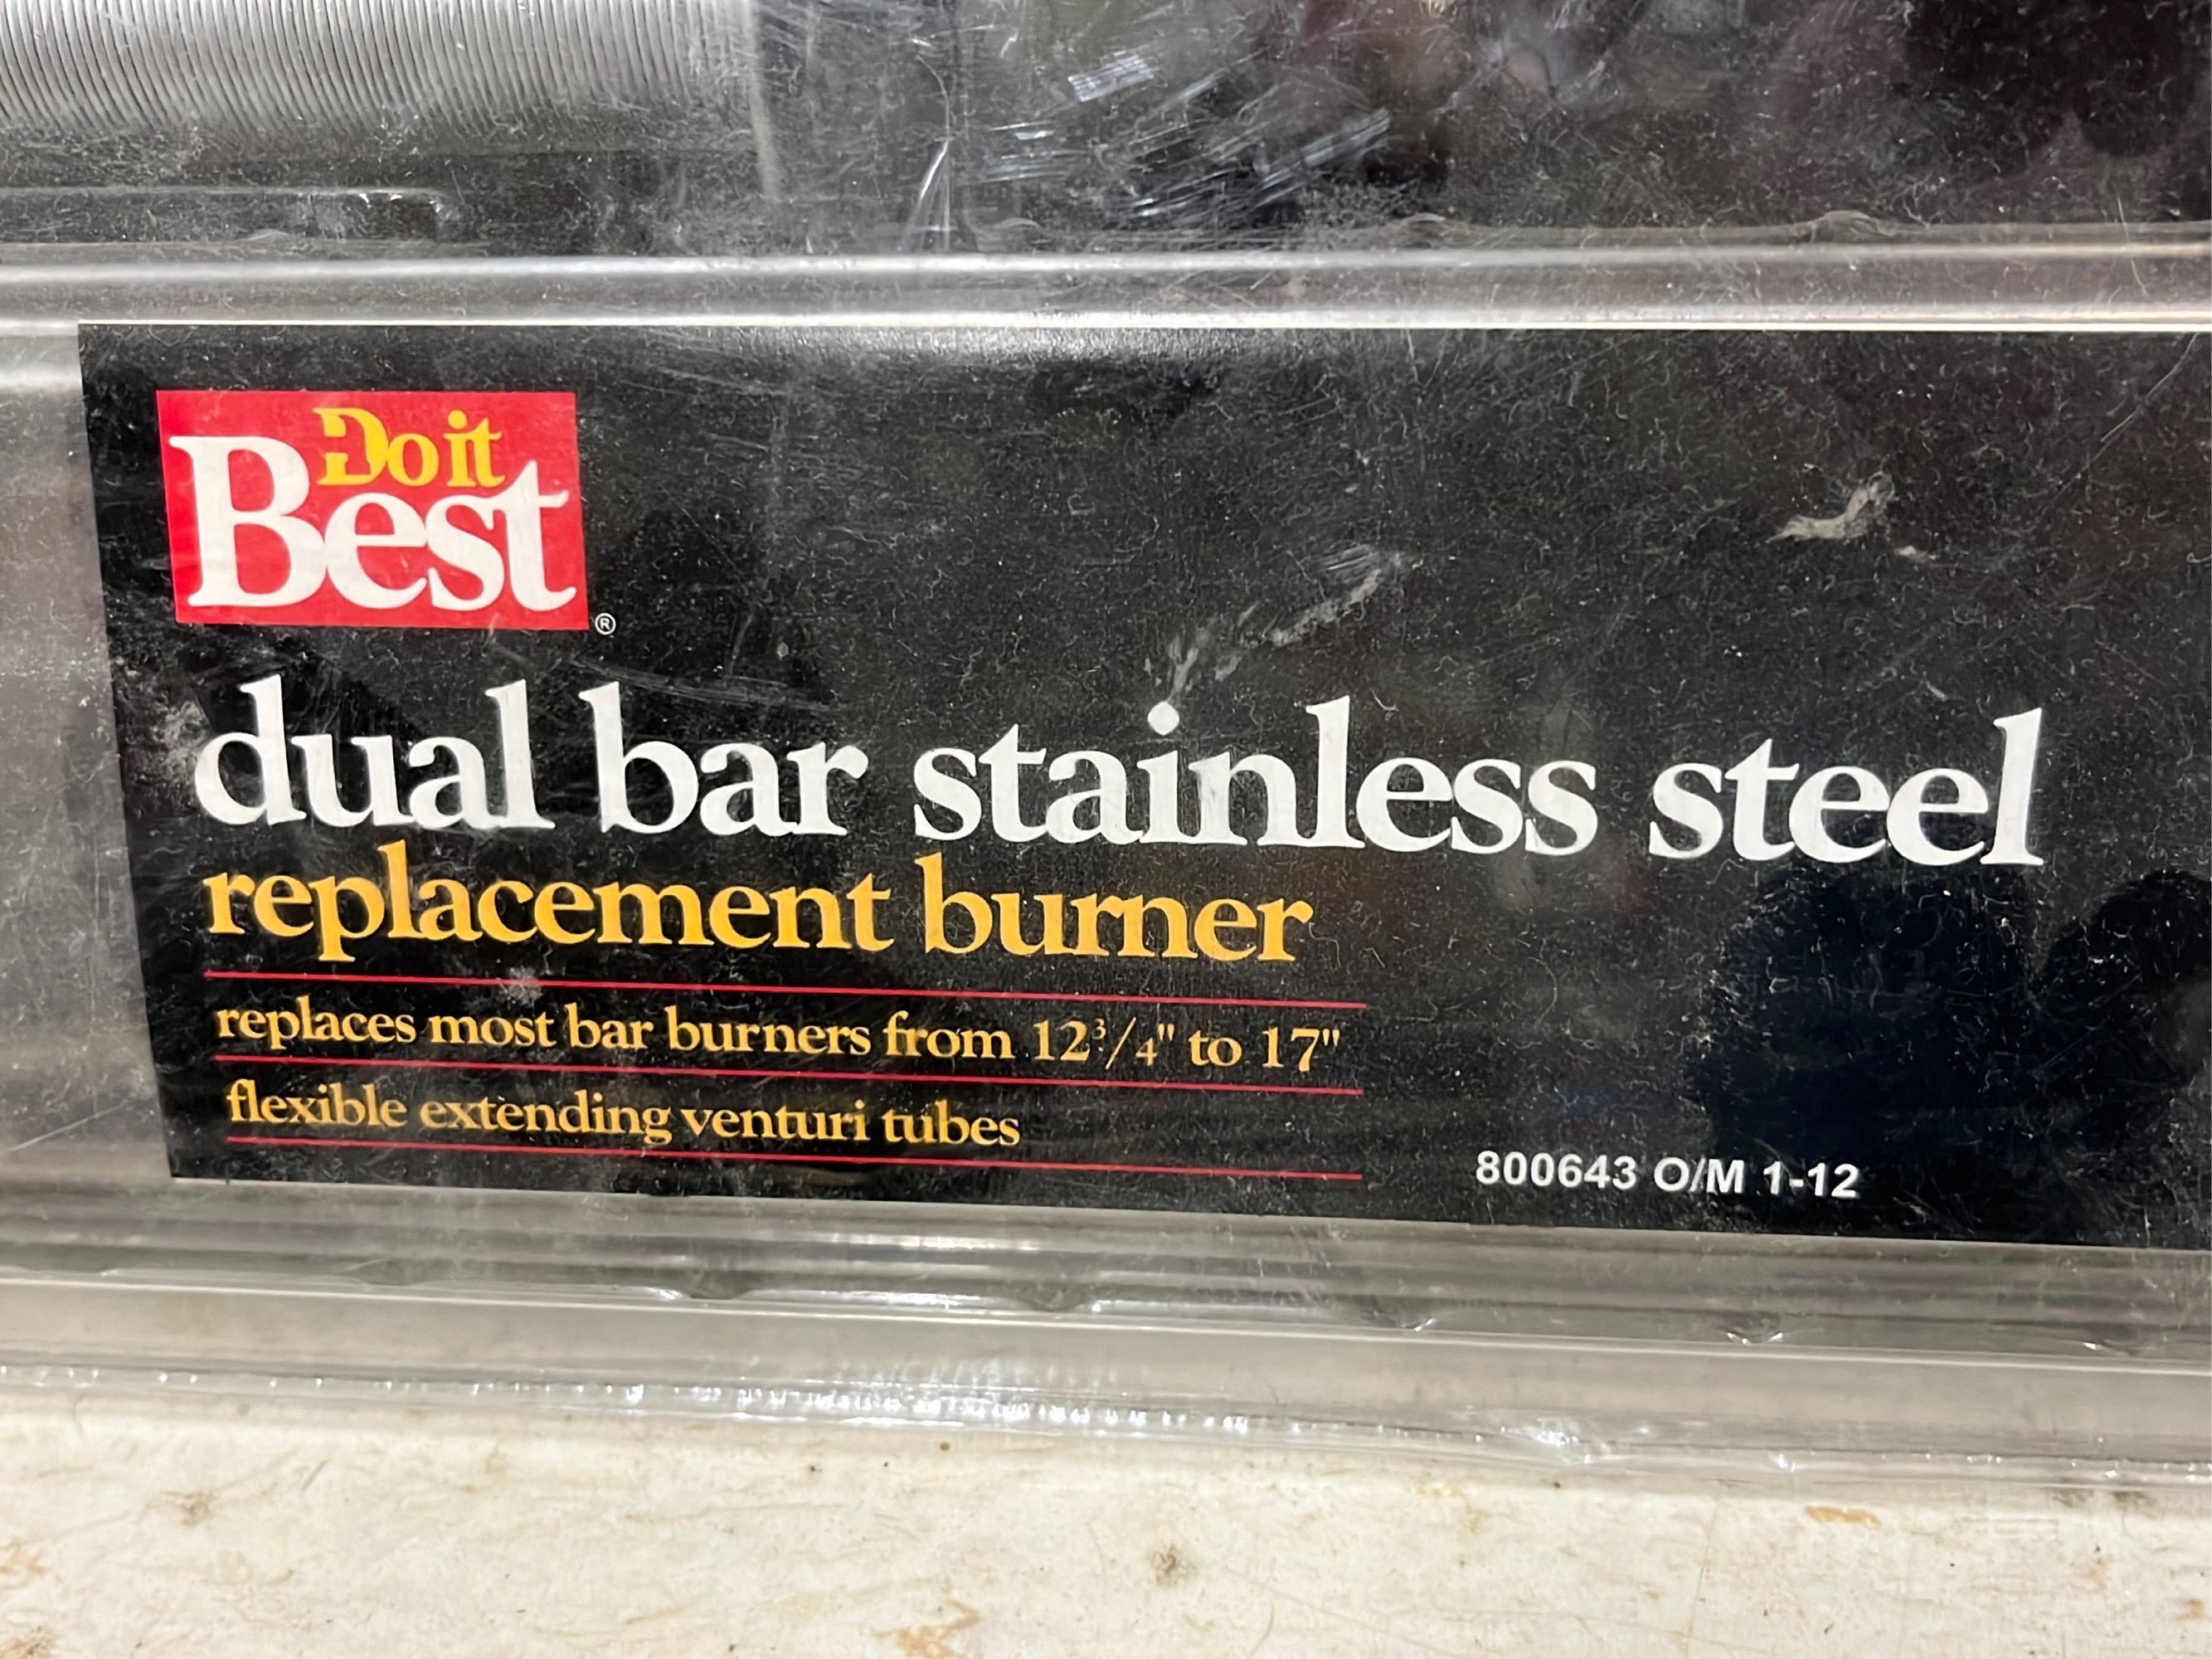 Do it
Best
®
dual bar stainless steel
replacement burner
replaces most bar burners from 12 3/4" to 17"
flexible extending venturi tubes
800643 O/M 1-12